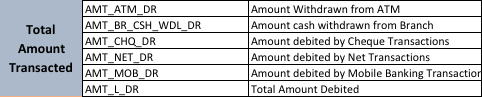 Total
Amount
Transacted
AMT_ATM_DR Amount Withdrawn from ATM
AMT_BR_CSH_WDL_DR Amount cash withdrawn from Branch
AMT_CHQ_DR Amount debited by Cheque Transactions
AMT_NET_DR Amount debited by Net Transactions
AMT_MOB_DR Amount debited by Mobile Banking Transaction
AMT_L_DR Total Amount Debited